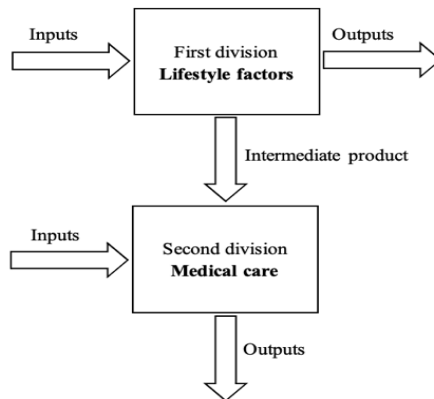 Inputs
First division
Lifestyle factors
Outputs
Intermediate product
Inputs
Second division
Medical care
Outputs